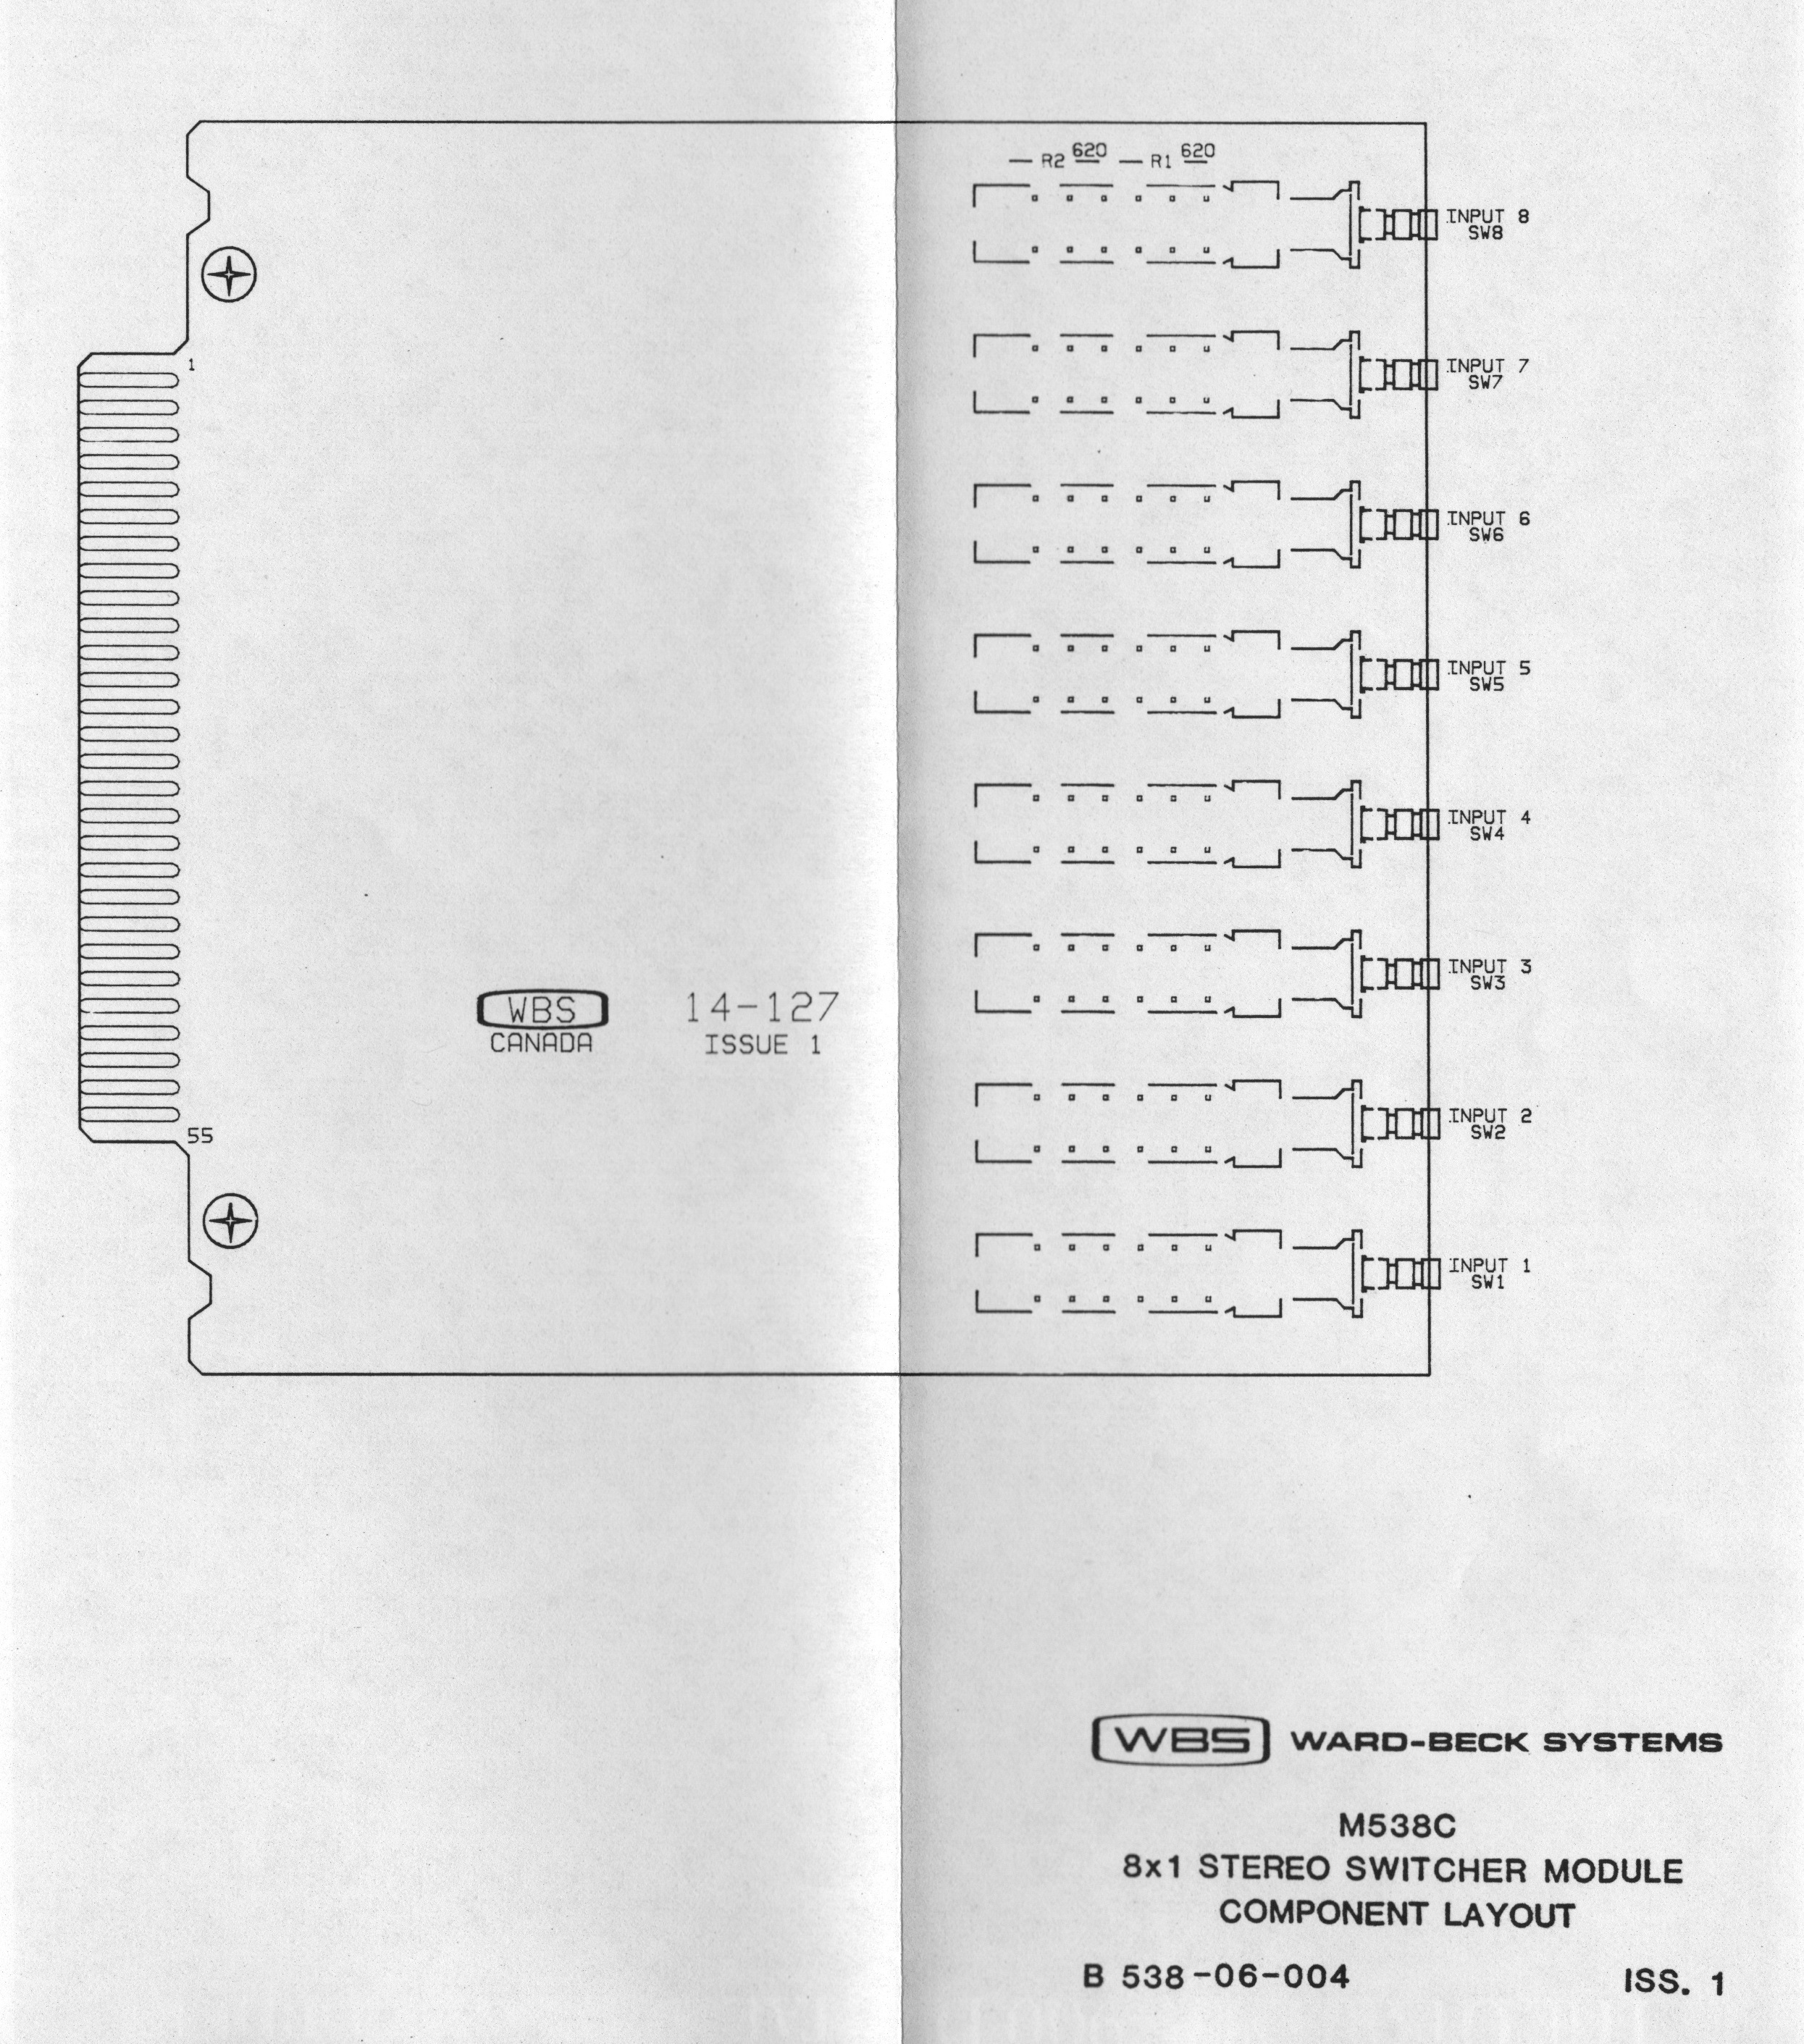 R2 620 R1 620
INPUT 8
SW8
1
INPUT 7
SW7
INPUT 6
SW6
INPUT 5
SW5
INPUT 4
SW4
INPUT 3
SW3
WBS
CANADA
14-127
ISSUE 1
INPUT 2
SW2
55
INPUT 1
SW1
WBS WARD-BECK SYSTEMS
M538C
8x1 STEREO SWITCHER MODULE
COMPONENT LAYOUT
B 538-06-004 ISS. 1